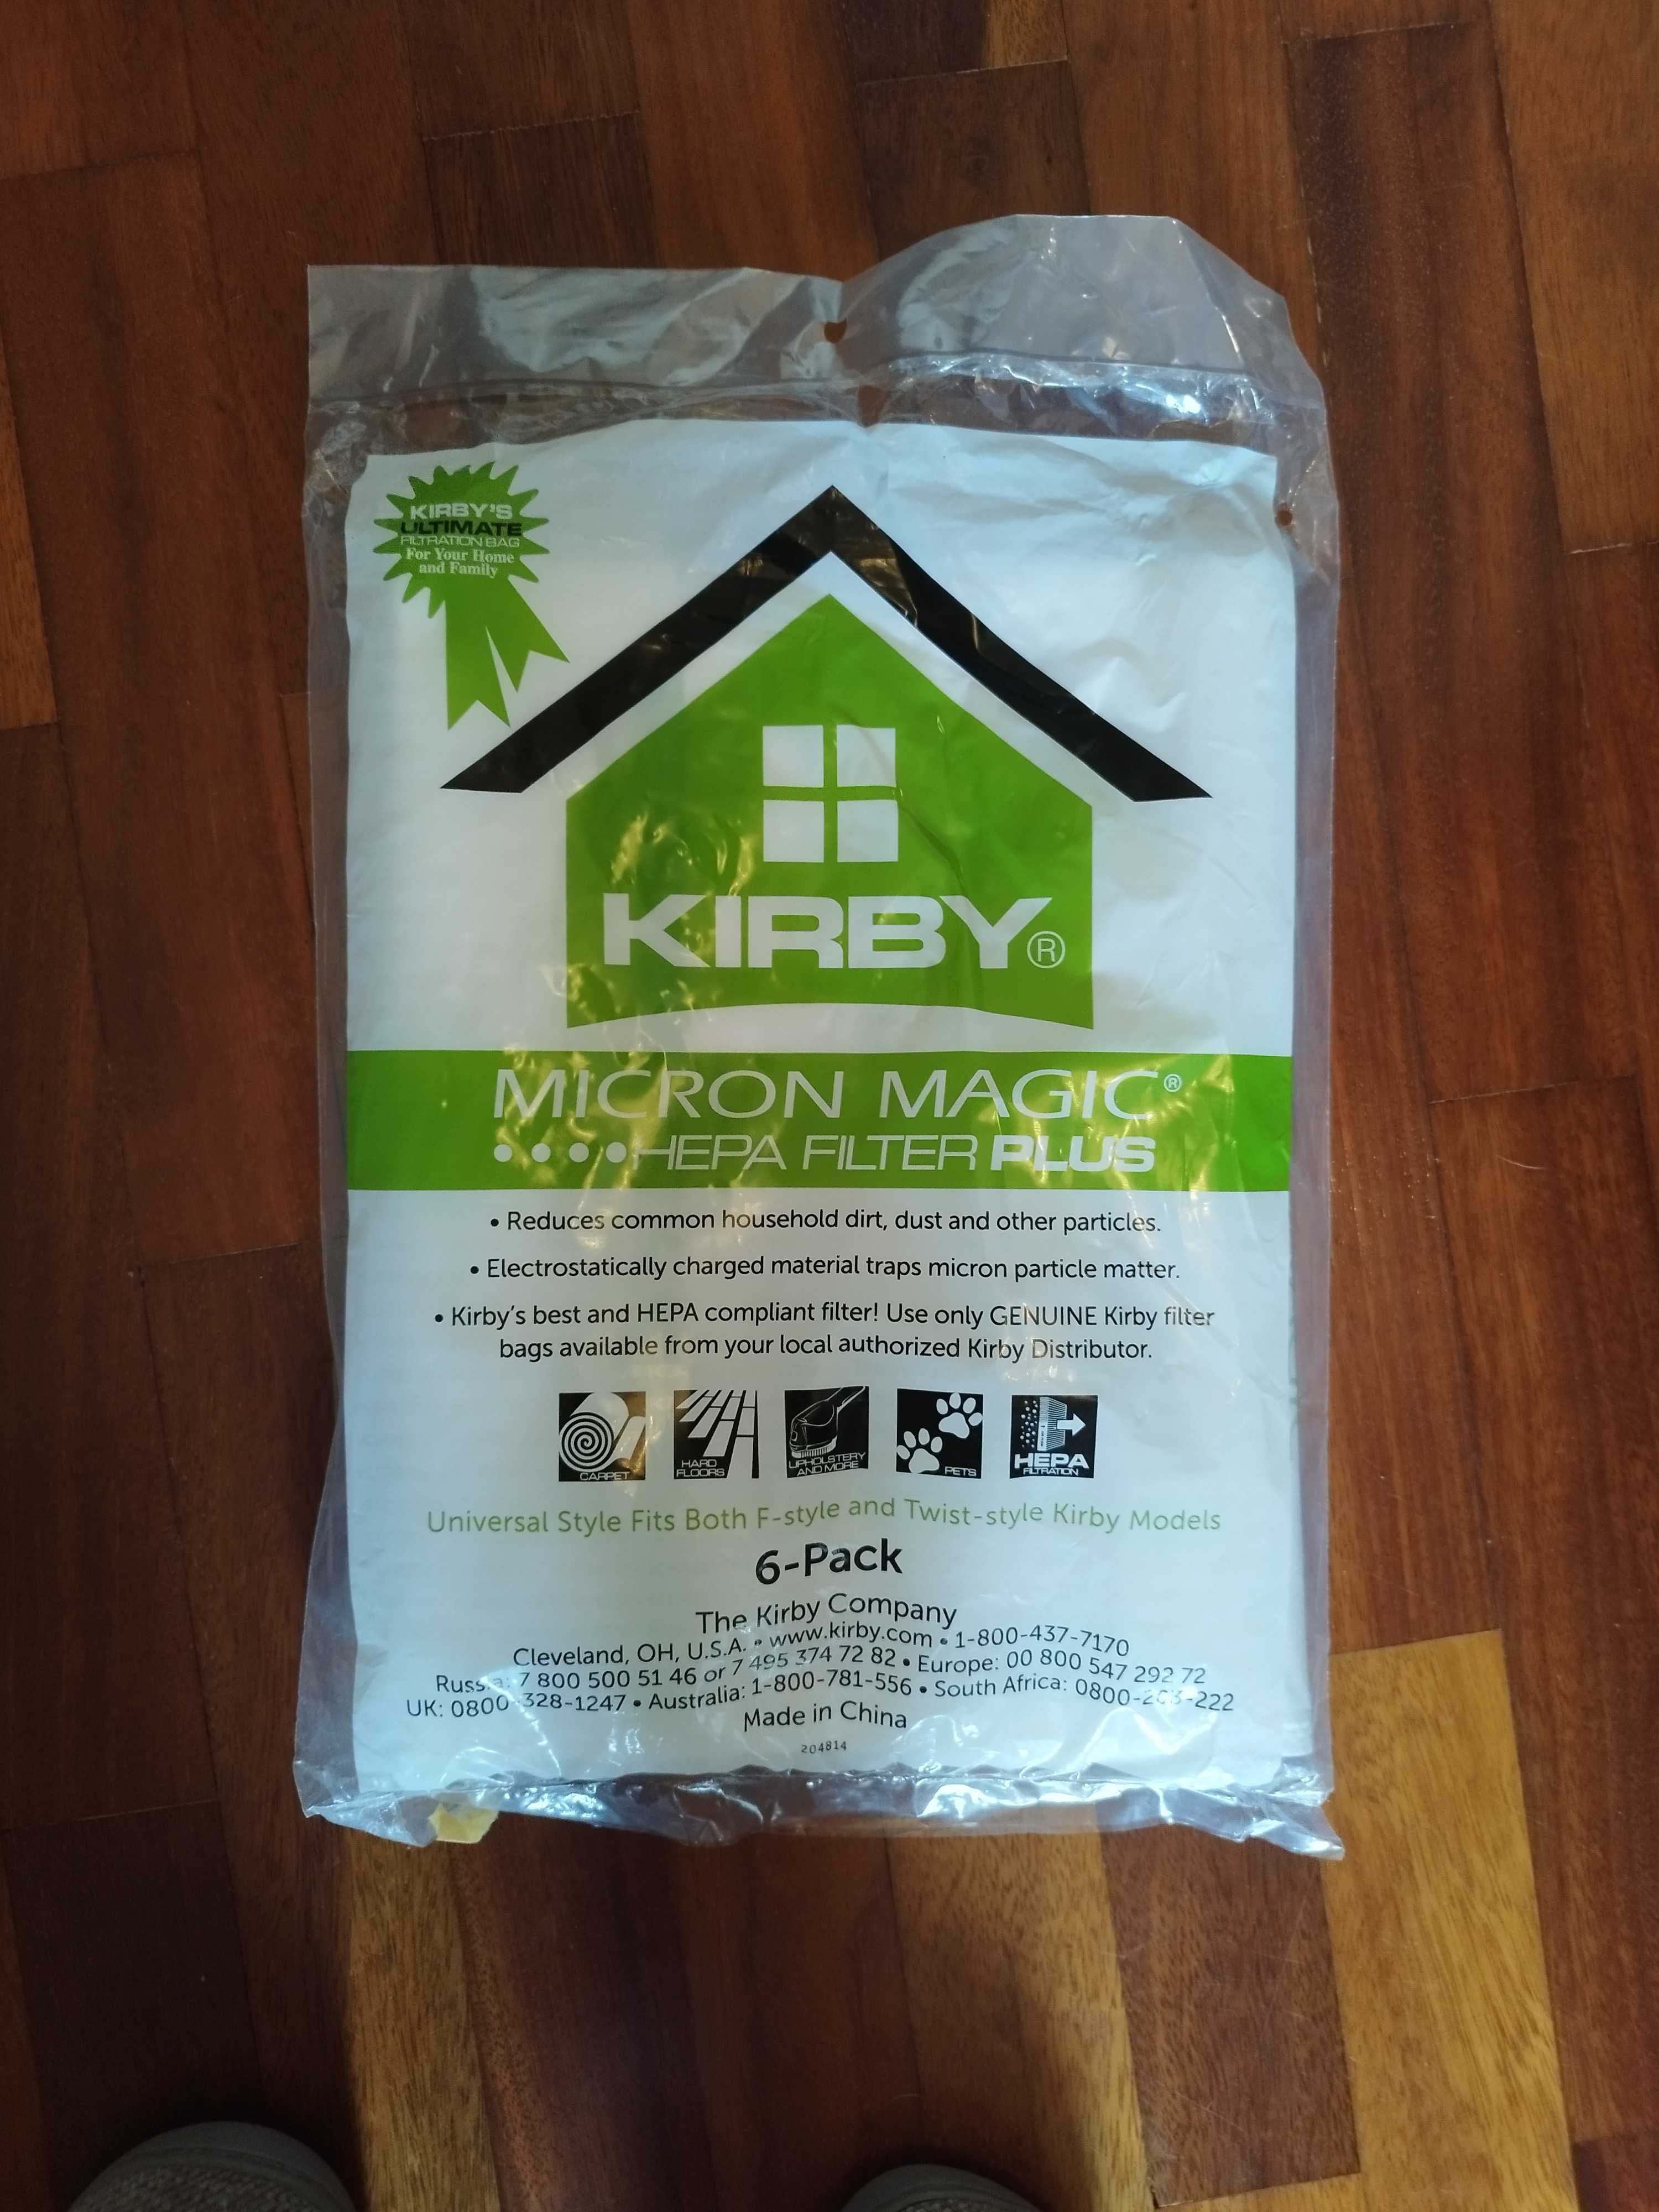 KIRBY'S
ULTIMATE
FILTRATION BAG
For Your Home
and Family
KIRBY®
MICRON MAGIC®
HEPA FILTER PLUS
• Reduces common household dirt, dust and other particles.
• Electrostatically charged material traps micron particle matter.
• Kirby's best and HEPA compliant filter! Use only GENUINE Kirby filter
bags available from your local authorized Kirby Distributor.
CARPET
HARD
FLOORS
UPHOLSTERY
AND MORE
PETS
HEPA
FILTRATION
Universal Style Fits Both F-style and Twist-style Kirby Models
6-Pack
The Kirby Company
Cleveland, OH, U.S.A. • www.kirby.com • 1-800-437-7170
Russia: 7 800 500 51 46 or 7 495 374 72 82 • Europe: 00 800 547 292 72
UK: 0800-328-1247 • Australia: 1-800-781-556 • South Africa:
Made in China
204814